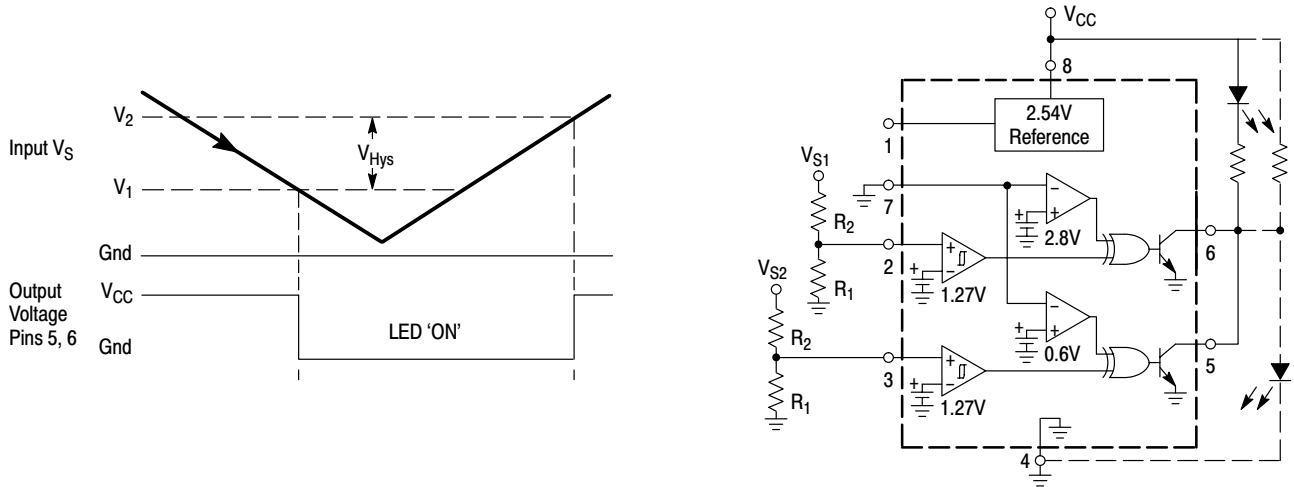 V2
Input VS
VHys
V1
Gnd
Output
Voltage
Pins 5, 6
VCC
LED ‘ON’
Gnd
VCC
8
2.54V
Reference
1
VS1
7
R2
2.8V
6
2
1.27V
R1
VS2
R2
0.6V
5
3
1.27V
R1
4